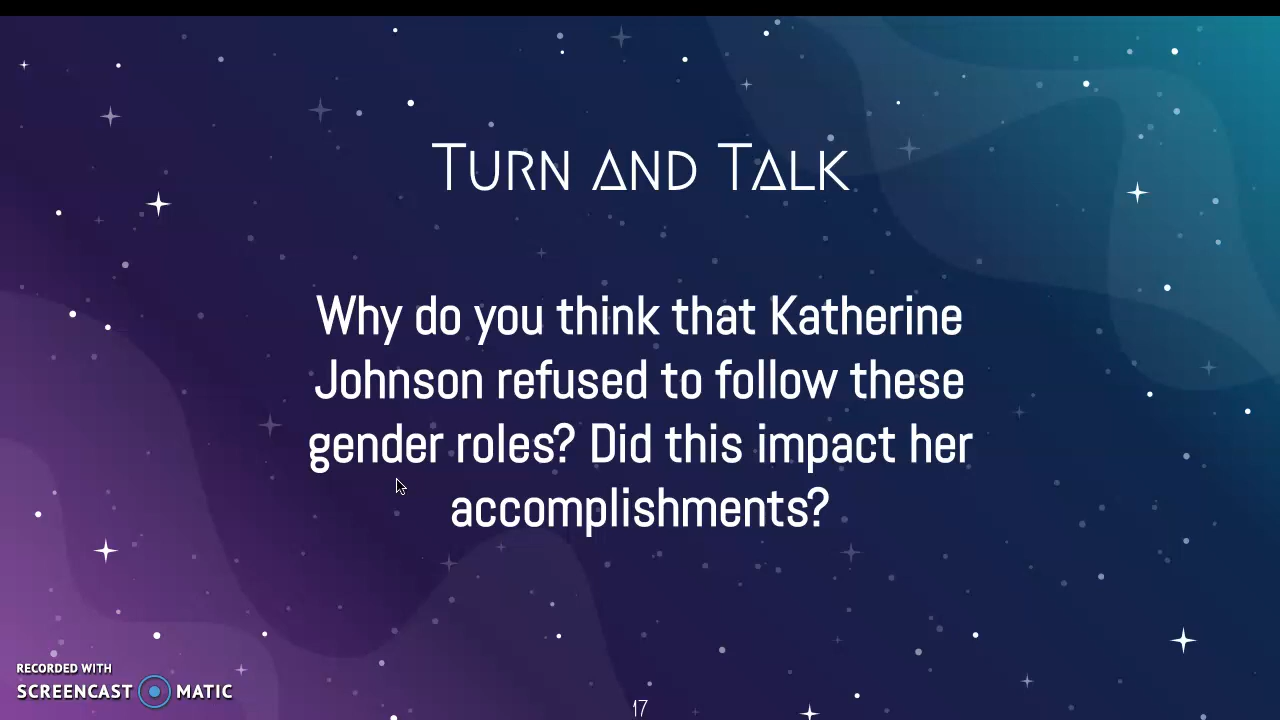 Turn and Talk
Why do you think that Katherine
Johnson refused to follow these
gender roles? Did this impact her
accomplishments?
RECORDED WITH
SCREENCAST MATIC
17